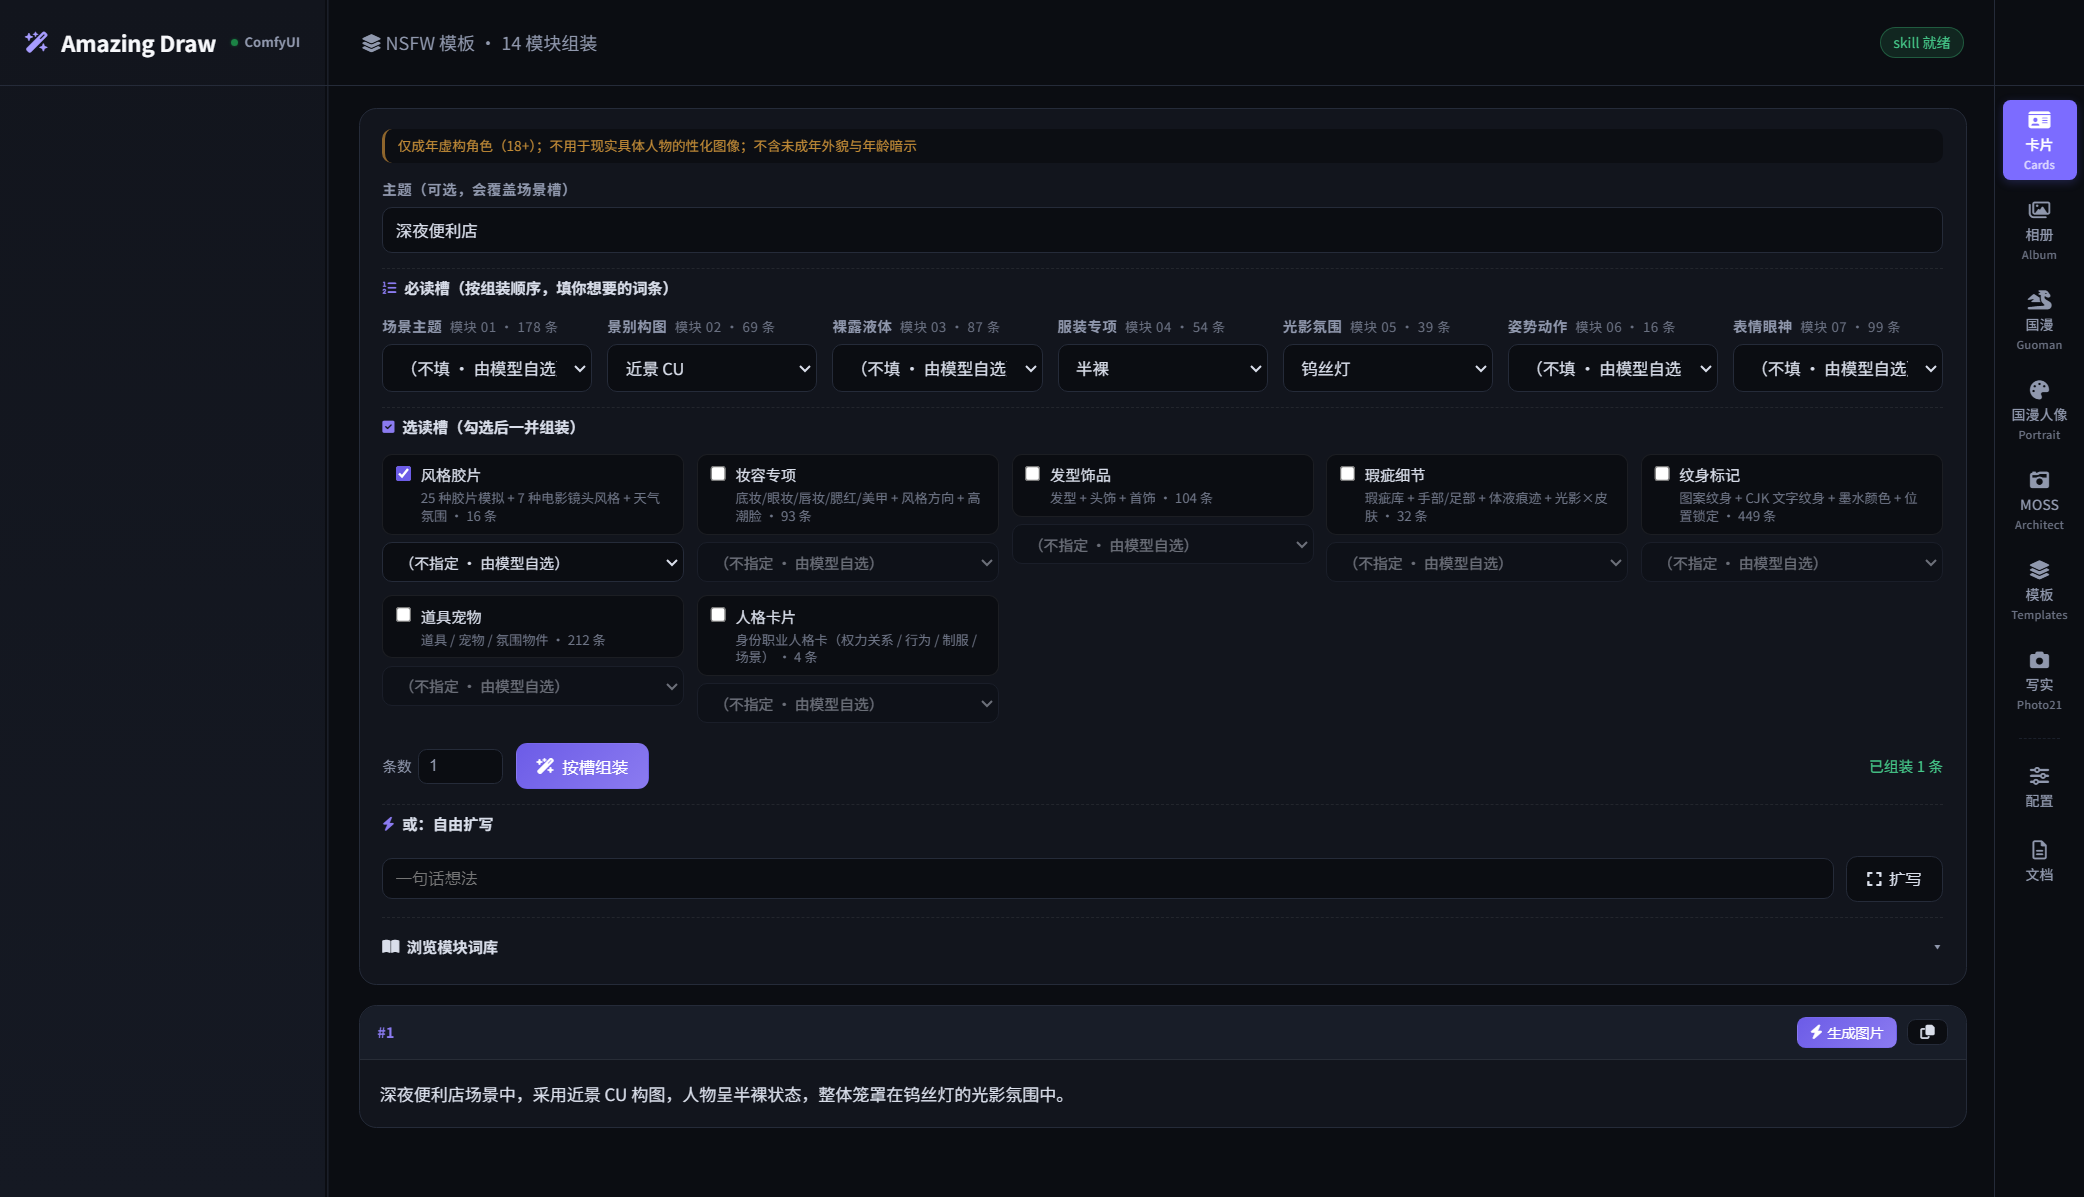 Amazing Draw
ComfyUI
NSFW 模板 · 14 模块组装
skill 就绪
仅成年虚构角色（18+）；不用于现实具体人物的性化图像；不含未成年外貌与年龄暗示
主题（可选，会覆盖场景槽）
深夜便利店
必读槽（按组装顺序，填你想要的词条）
场景主题 模块 01 · 178 条
景别构图 模块 02 · 69 条
裸露液体 模块 03 · 87 条
服装专项 模块 04 · 54 条
光影氛围 模块 05 · 39 条
姿势动作 模块 06 · 16 条
表情眼神 模块 07 · 99 条
（不填 · 由模型自选
近景 CU
（不填 · 由模型自选
半裸
钨丝灯
（不填 · 由模型自选
（不填 · 由模型自选
选读槽（勾选后一并组装）
风格胶片
25 种胶片模拟 + 7 种电影镜头风格 + 天气
氛围 · 16 条
（不指定 · 由模型自选）
妆容专项
底妆/眼妆/唇妆/腮红/美甲 + 风格方向 + 高
潮脸 · 93 条
（不指定 · 由模型自选）
发型饰品
发型 + 头饰 + 首饰 · 104 条
（不指定 · 由模型自选）
瑕疵细节
瑕疵库 + 手部/足部 + 体液痕迹 + 光影×皮
肤 · 32 条
（不指定 · 由模型自选）
纹身标记
图案纹身 + CJK 文字纹身 + 墨水颜色 + 位
置锁定 · 449 条
（不指定 · 由模型自选）
道具宠物
道具 / 宠物 / 氛围物件 · 212 条
（不指定 · 由模型自选）
人格卡片
身份职业人格卡（权力关系 / 行为 / 制服 /
场景） · 4 条
（不指定 · 由模型自选）
条数
1
按槽组装
已组装 1 条
或：自由扩写
一句话想法
扩写
浏览模块词库
#1
生成图片
深夜便利店场景中，采用近景 CU 构图，人物呈半裸状态，整体笼罩在钨丝灯的光影氛围中。
卡片
Cards
相册
Album
国漫
Guoman
国漫人像
Portrait
MOSS
Architect
模板
Templates
写实
Photo21
配置
文档